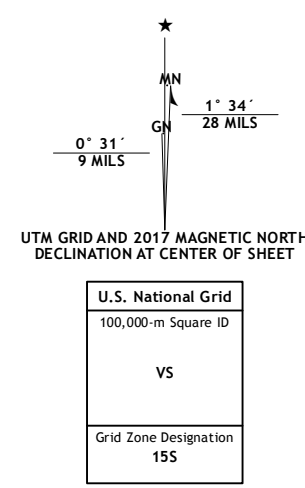 ★
MN
1° 34´
GN
28 MILS
0° 31´
9 MILS
UTM GRID AND 2017 MAGNETIC NORTH
DECLINATION AT CENTER OF SHEET
U.S. National Grid
100,000-m Square ID
VS
Grid Zone Designation
15S